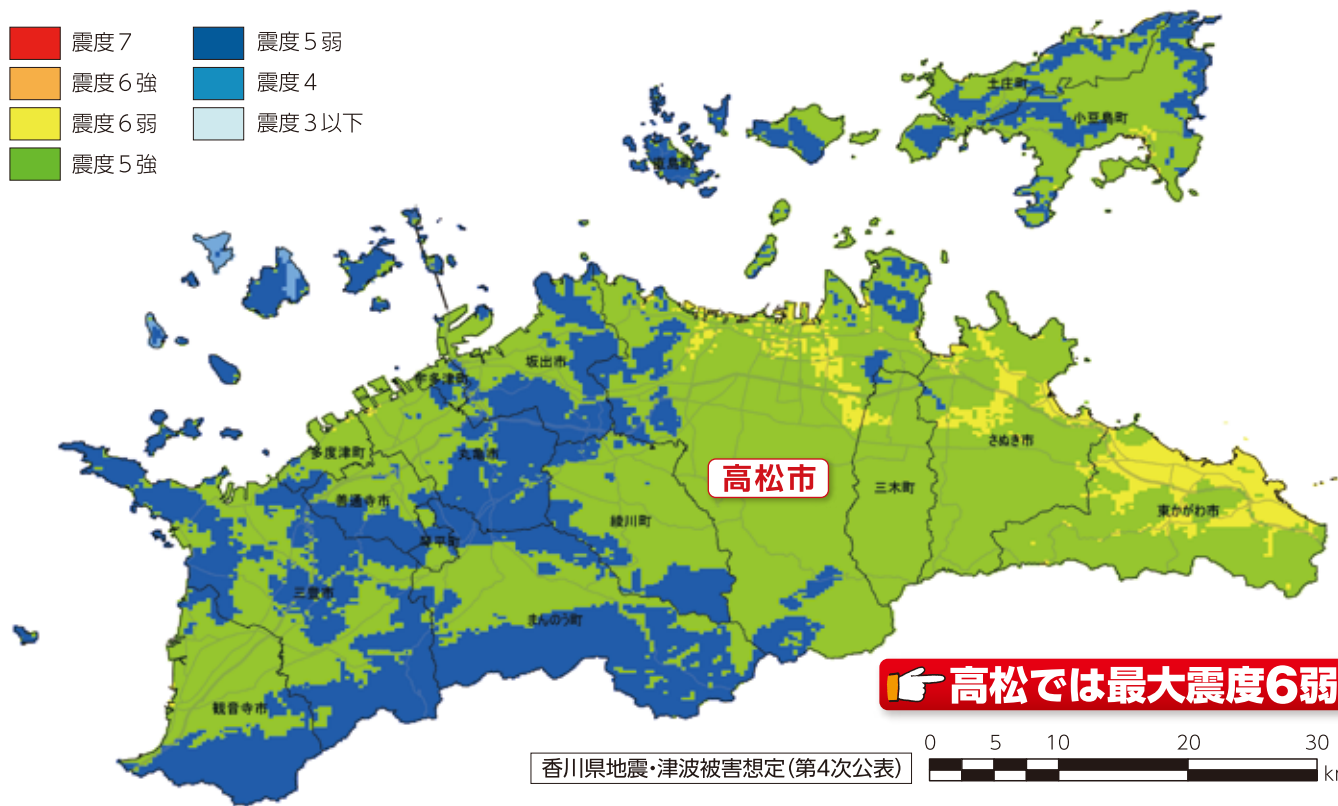 震度7
震度6強
震度6弱
震度5強
震度5弱
震度4
震度3以下
土庄町
小豆島町
直島町
坂出市
宇多津町
多度津町
丸亀市
善通寺市
高松市
三木町
さぬき市
東かがわ市
綾川町
琴平町
三豊市
まんのう町
観音寺市
高松では最大震度6弱
香川県地震・津波被害想定(第4次公表)
0 5 10 20 30
km